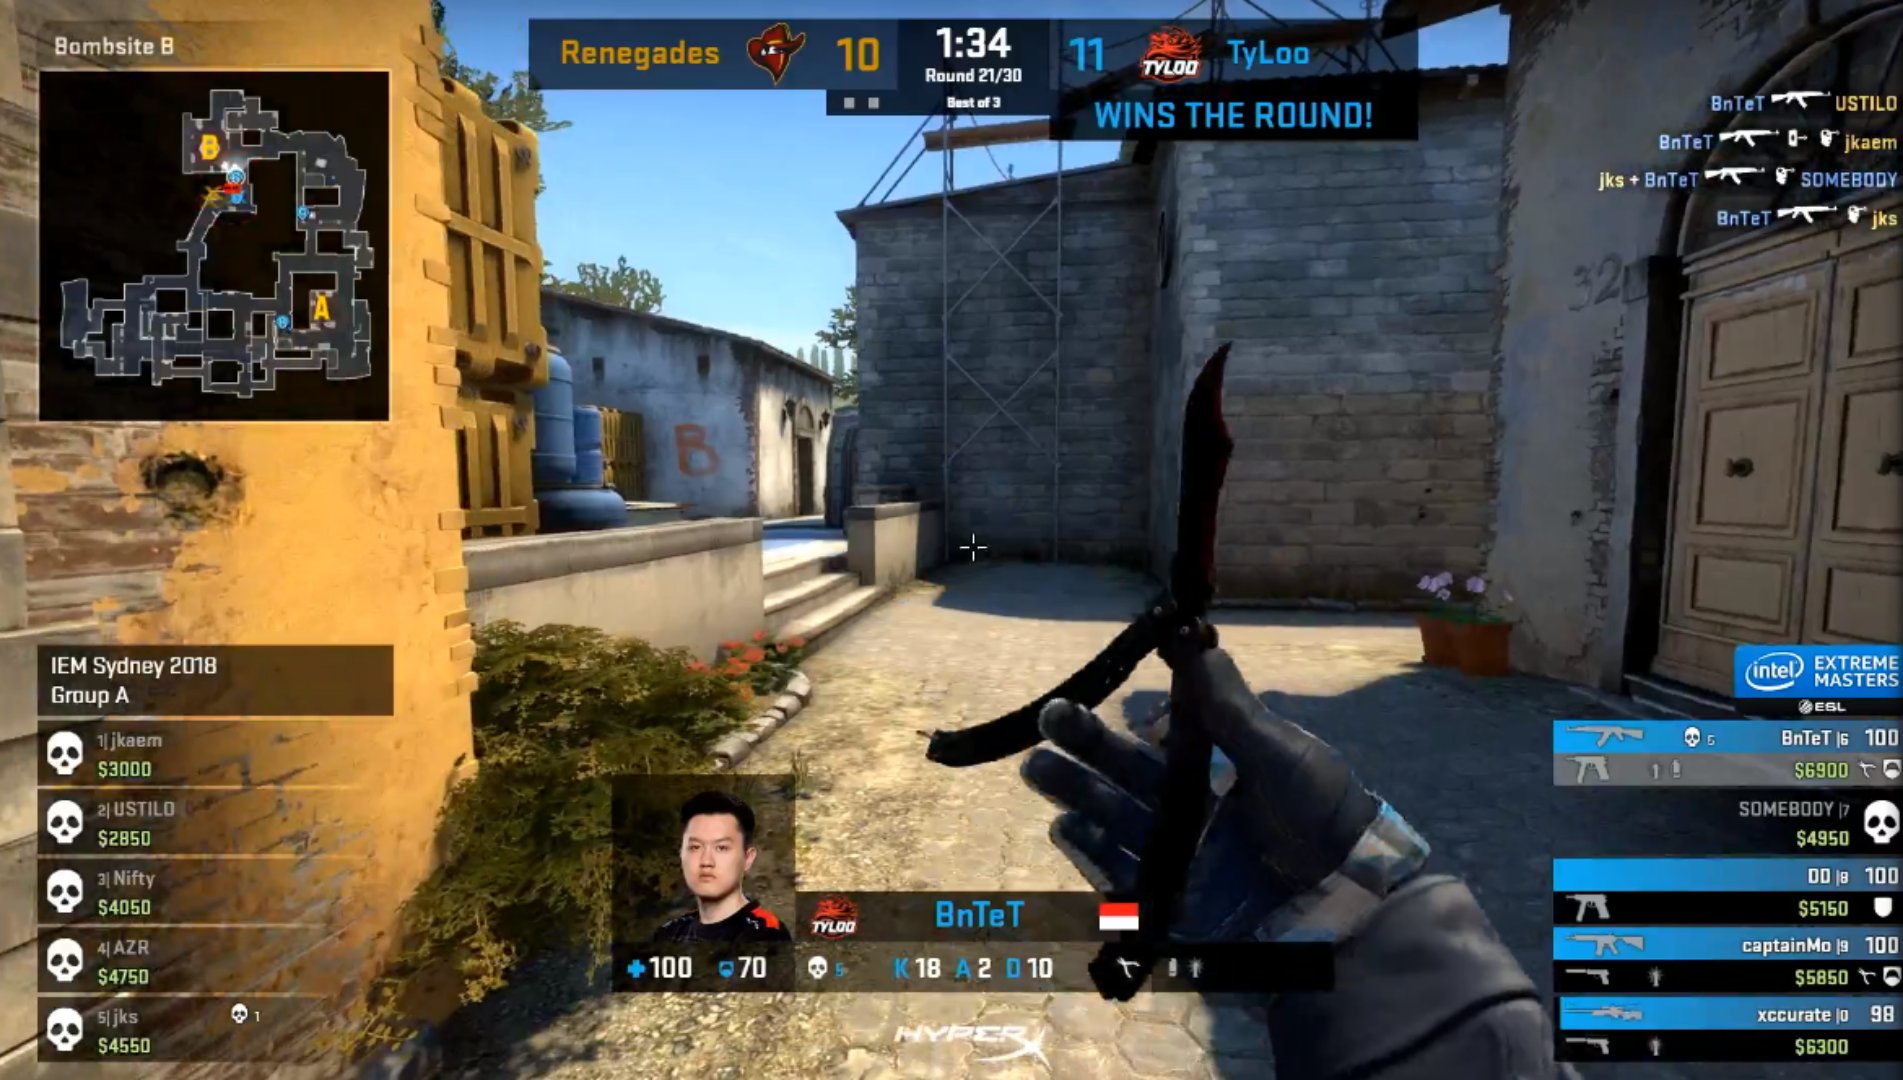 Bombsite B
B
A
Renegades 10 1:34 11 TYLOO TyLoo
Round 21/30
Best of 3
WINS THE ROUND!
BnTeT USTILO
BnTeT jkaem
jks + BnTeT SOMEBODY
BnTeT jks
32
B
IEM Sydney 2018
Group A
1| jkaem
$3000
2| USTILO
$2850
3| Nifty
$4050
4| AZR
$4750
5| jks 1
$4550
intel EXTREME MASTERS
ESL
5 BnTeT |6 100
$6900
SOMEBODY |7
$4950
DD |8 100
$5150
captainMo |9 100
$5850
xccurate |0 98
$6300
TYLOO BnTeT
100 70 5 K 18 A 2 D 10
HYPERX